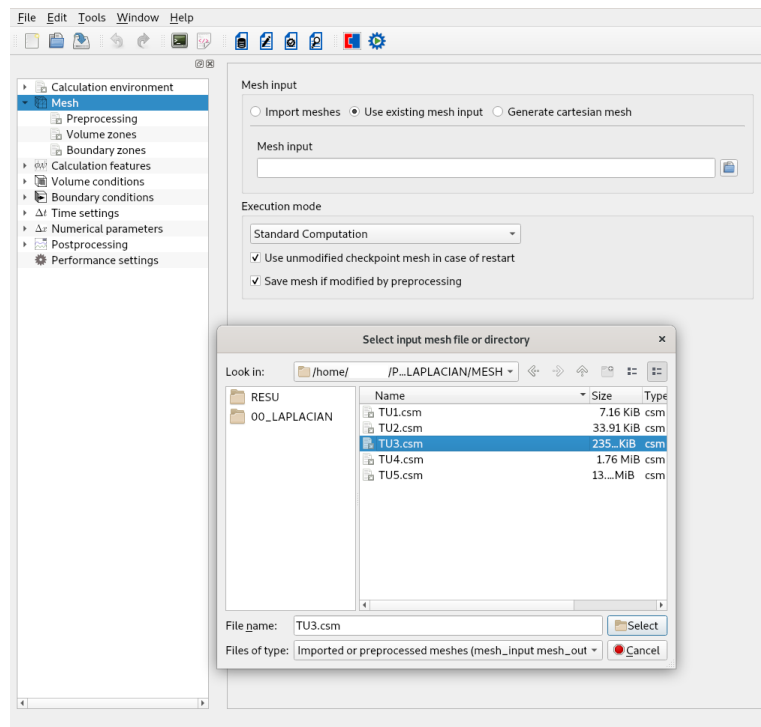 File Edit Tools Window Help
Calculation environment
Mesh
Preprocessing
Volume zones
Boundary zones
Calculation features
Volume conditions
Boundary conditions
Δt Time settings
Δx Numerical parameters
Postprocessing
Performance settings
Mesh input
Import meshes Use existing mesh input Generate cartesian mesh
Mesh input
Execution mode
Standard Computation
Use unmodified checkpoint mesh in case of restart
Save mesh if modified by preprocessing
Select input mesh file or directory
Look in: /home/ /P...LAPLACIAN/MESH
RESU
00_LAPLACIAN
Name Size Type
TU1.csm 7.16 KiB csm
TU2.csm 33.91 KiB csm
TU3.csm 235...KiB csm
TU4.csm 1.76 MiB csm
TU5.csm 13....MiB csm
File name: TU3.csm Select
Files of type: Imported or preprocessed meshes (mesh_input mesh_out Cancel